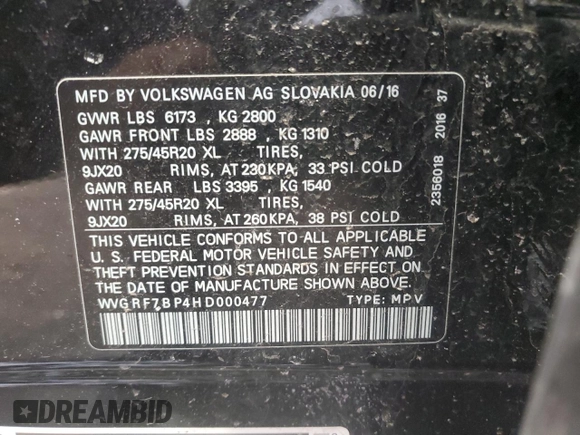 MFD BY VOLKSWAGEN AG SLOVAKIA 06/16
GVWR LBS 6173 , KG 2800
GAWR FRONT LBS 2888 , KG 1310
WITH 275/45R20 XL TIRES,
9JX20 RIMS, AT 230KPA, 33 PSI COLD
GAWR REAR LBS 3395 , KG 1540
WITH 275/45R20 XL TIRES,
9JX20 RIMS, AT 260KPA, 38 PSI COLD
THIS VEHICLE CONFORMS TO ALL APPLICABLE
U. S. FEDERAL MOTOR VEHICLE SAFETY AND
THEFT PREVENTION STANDARDS IN EFFECT ON
THE DATE OF MANUFACTURE SHOWN ABOVE.
WVGRF7BP4HD000477 TYPE: MPV
2356018 2016 37
DREAMBID